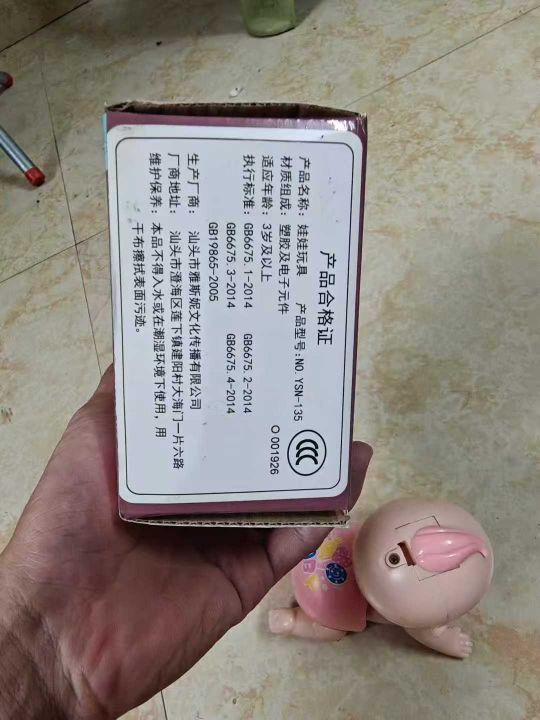 产品合格证
产品名称: 娃娃玩具 产品型号:NO.YSN-135
材质组成: 塑胶及电子元件
适应年龄: 3岁及以上
执行标准: GB6675.1-2014 GB6675.2-2014
GB6675.3-2014 GB6675.4-2014
GB19865-2005
生产厂商: 汕头市雅斯妮文化传播有限公司
厂商地址: 汕头市澄海区莲下镇建阳村大海门一片六路
维护保养: 本品不得入水或在潮湿环境下使用,用
干布擦拭表面污迹。
CCC
O 001926